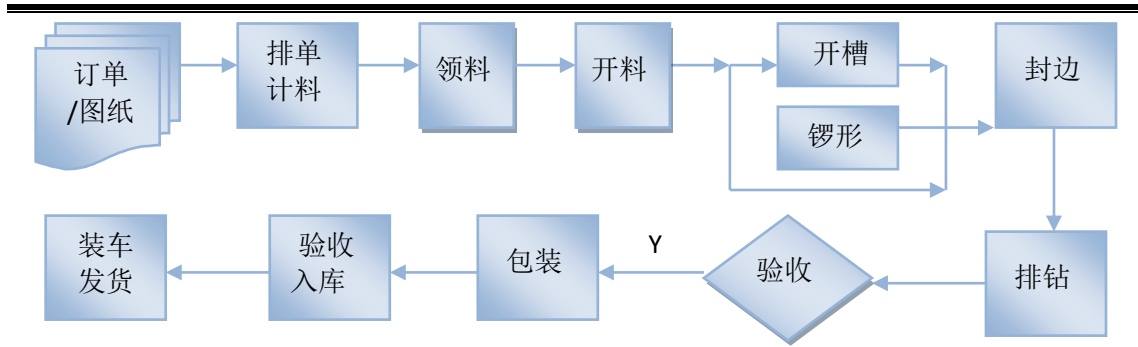 订单
/图纸
排单
计料
领料
开料
开槽
锣形
封边
排钻
验收
Y
包装
验收
入库
装车
发货